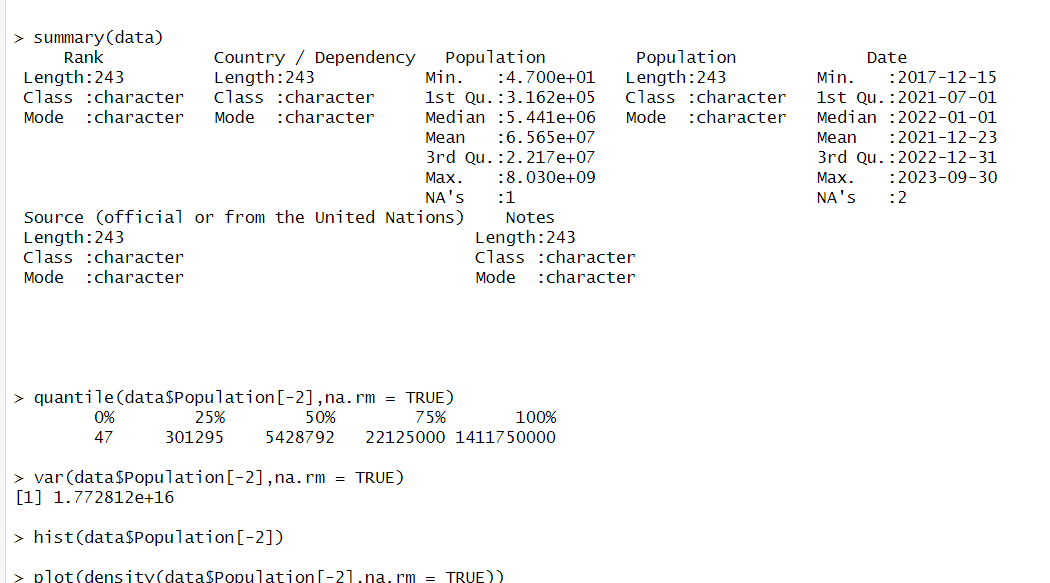 > summary(data)
Rank Country / Dependency Population Population Date
Length:243 Length:243 Min. :4.700e+01 Length:243 Min. :2017-12-15
Class :character Class :character 1st Qu.:3.162e+05 Class :character 1st Qu.:2021-07-01
Mode :character Mode :character Median :5.441e+06 Mode :character Median :2022-01-01
Mean :6.565e+07 Mean :2021-12-23
3rd Qu.:2.217e+07 3rd Qu.:2022-12-31
Max. :8.030e+09 Max. :2023-09-30
NA's :1 NA's :2
Source (official or from the United Nations) Notes
Length:243 Length:243
Class :character Class :character
Mode :character Mode :character
> quantile(data$Population[-2],na.rm = TRUE)
0% 25% 50% 75% 100%
47 301295 5428792 22125000 1411750000
> var(data$Population[-2],na.rm = TRUE)
[1] 1.772812e+16
> hist(data$Population[-2])
> plot(density(data$Population[-2],na.rm = TRUE))